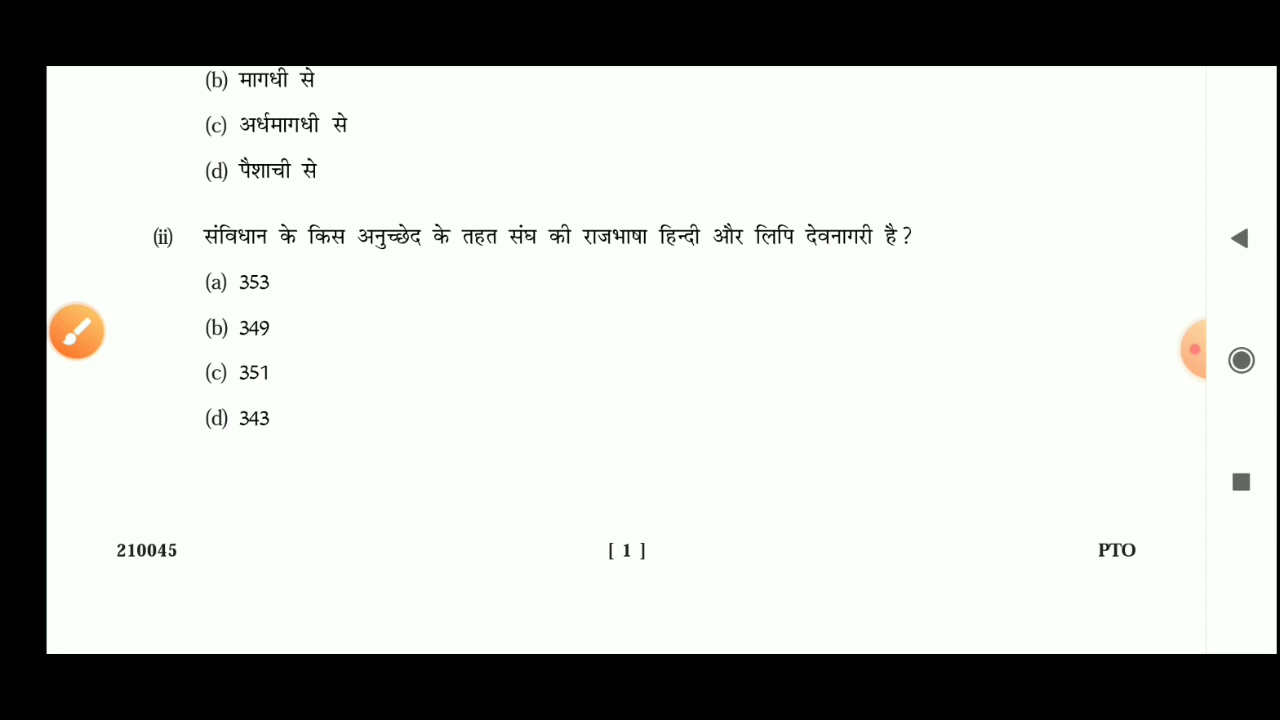 (b) मागधी से
(c) अर्धमागधी से
(d) पैशाची से
(ii) संविधान के किस अनुच्छेद के तहत संघ की राजभाषा हिन्दी और लिपि देवनागरी है?
(a) 353
(b) 349
(c) 351
(d) 343
210045 [ 1 ] PTO